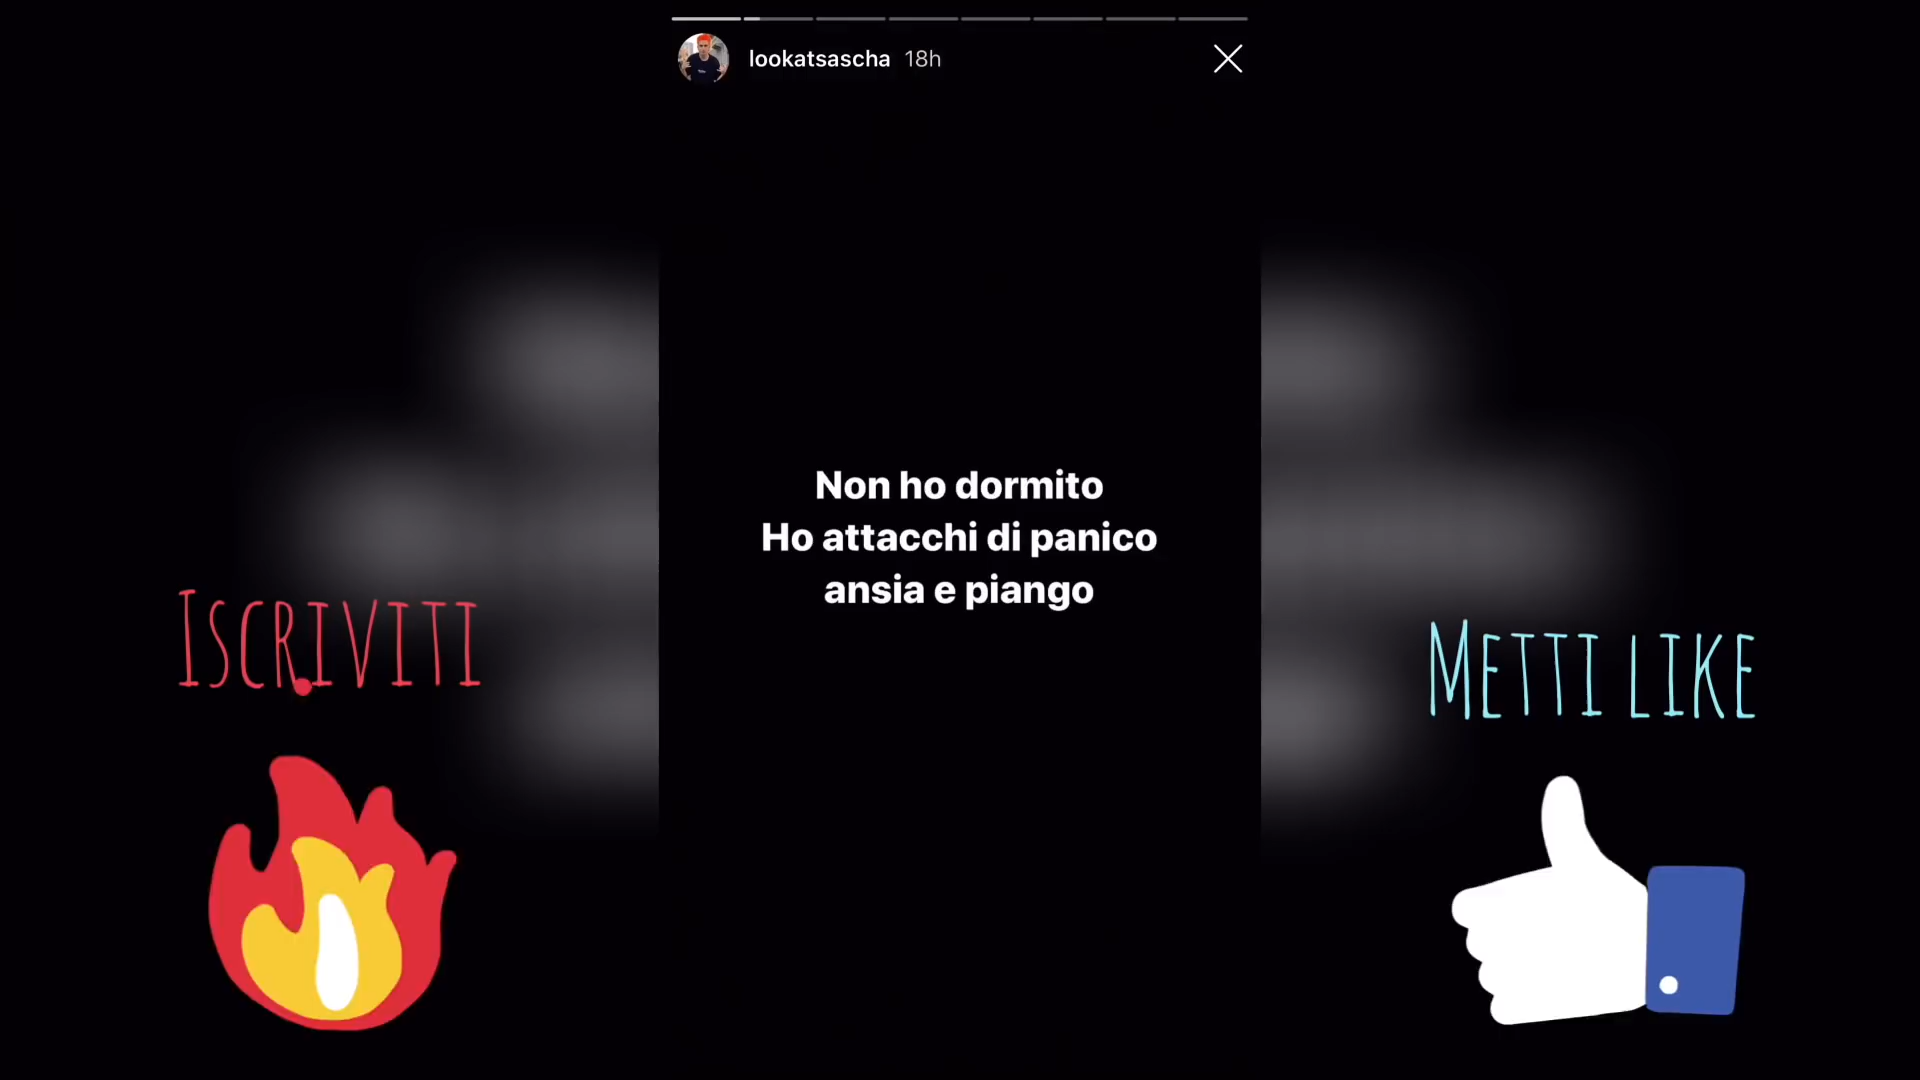 lookatsascha 18h
Non ho dormito
Ho attacchi di panico
ansia e piango
Iscriviti
Metti like